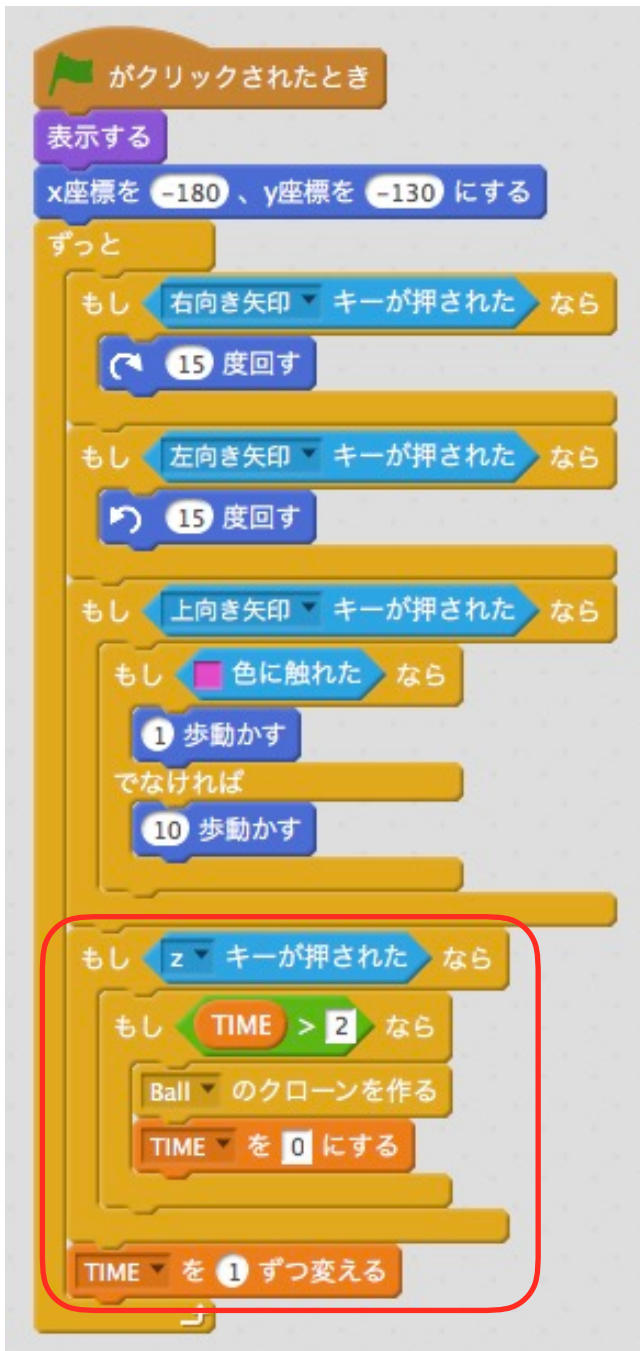 がクリックされたとき
表示する
x座標を -180 、y座標を -130 にする
ずっと
もし 右向き矢印 キーが押された なら
15 度回す
もし 左向き矢印 キーが押された なら
15 度回す
もし 上向き矢印 キーが押された なら
もし 色に触れた なら
1 歩動かす
でなければ
10 歩動かす
もし z キーが押された なら
もし TIME > 2 なら
Ball のクローンを作る
TIME を 0 にする
TIME を 1 ずつ変える